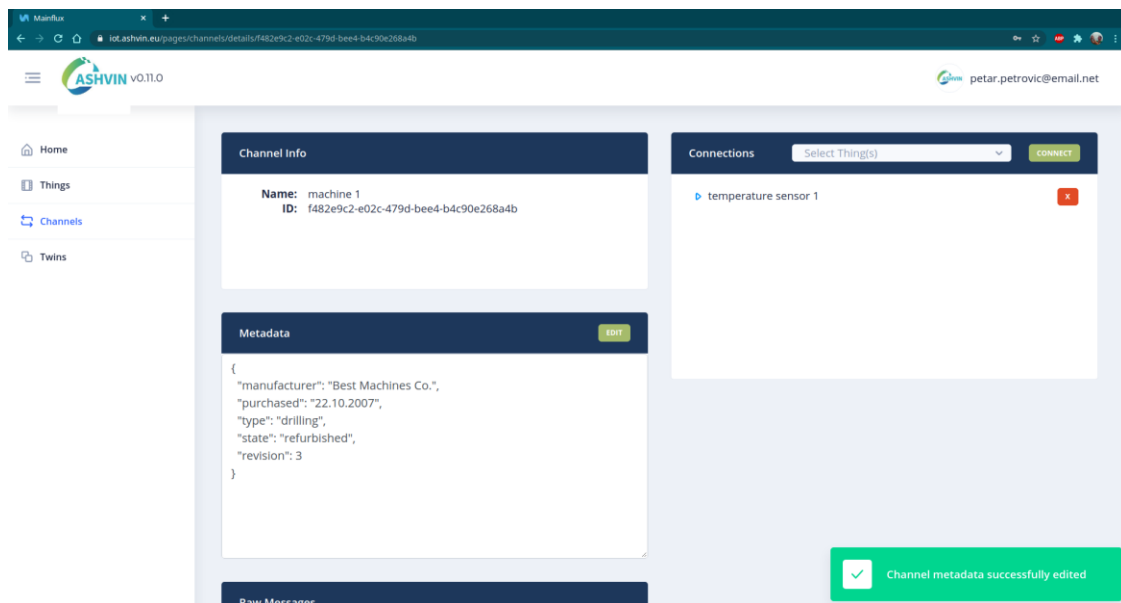 Mainflux
iot.ashvin.eu/pages/channels/details/f482e9c2-e02c-479d-bee4-b4c90e268a4b
ABP
ASHVIN v0.11.0
ASHVIN petar.petrovic@email.net
Home
Things
Channels
Twins
Channel Info
Name: machine 1
ID: f482e9c2-e02c-479d-bee4-b4c90e268a4b
Connections Select Thing(s) CONNECT
temperature sensor 1 X
Metadata EDIT
{
"manufacturer": "Best Machines Co.",
"purchased": "22.10.2007",
"type": "drilling",
"state": "refurbished",
"revision": 3
}
Raw Messages
Channel metadata successfully edited